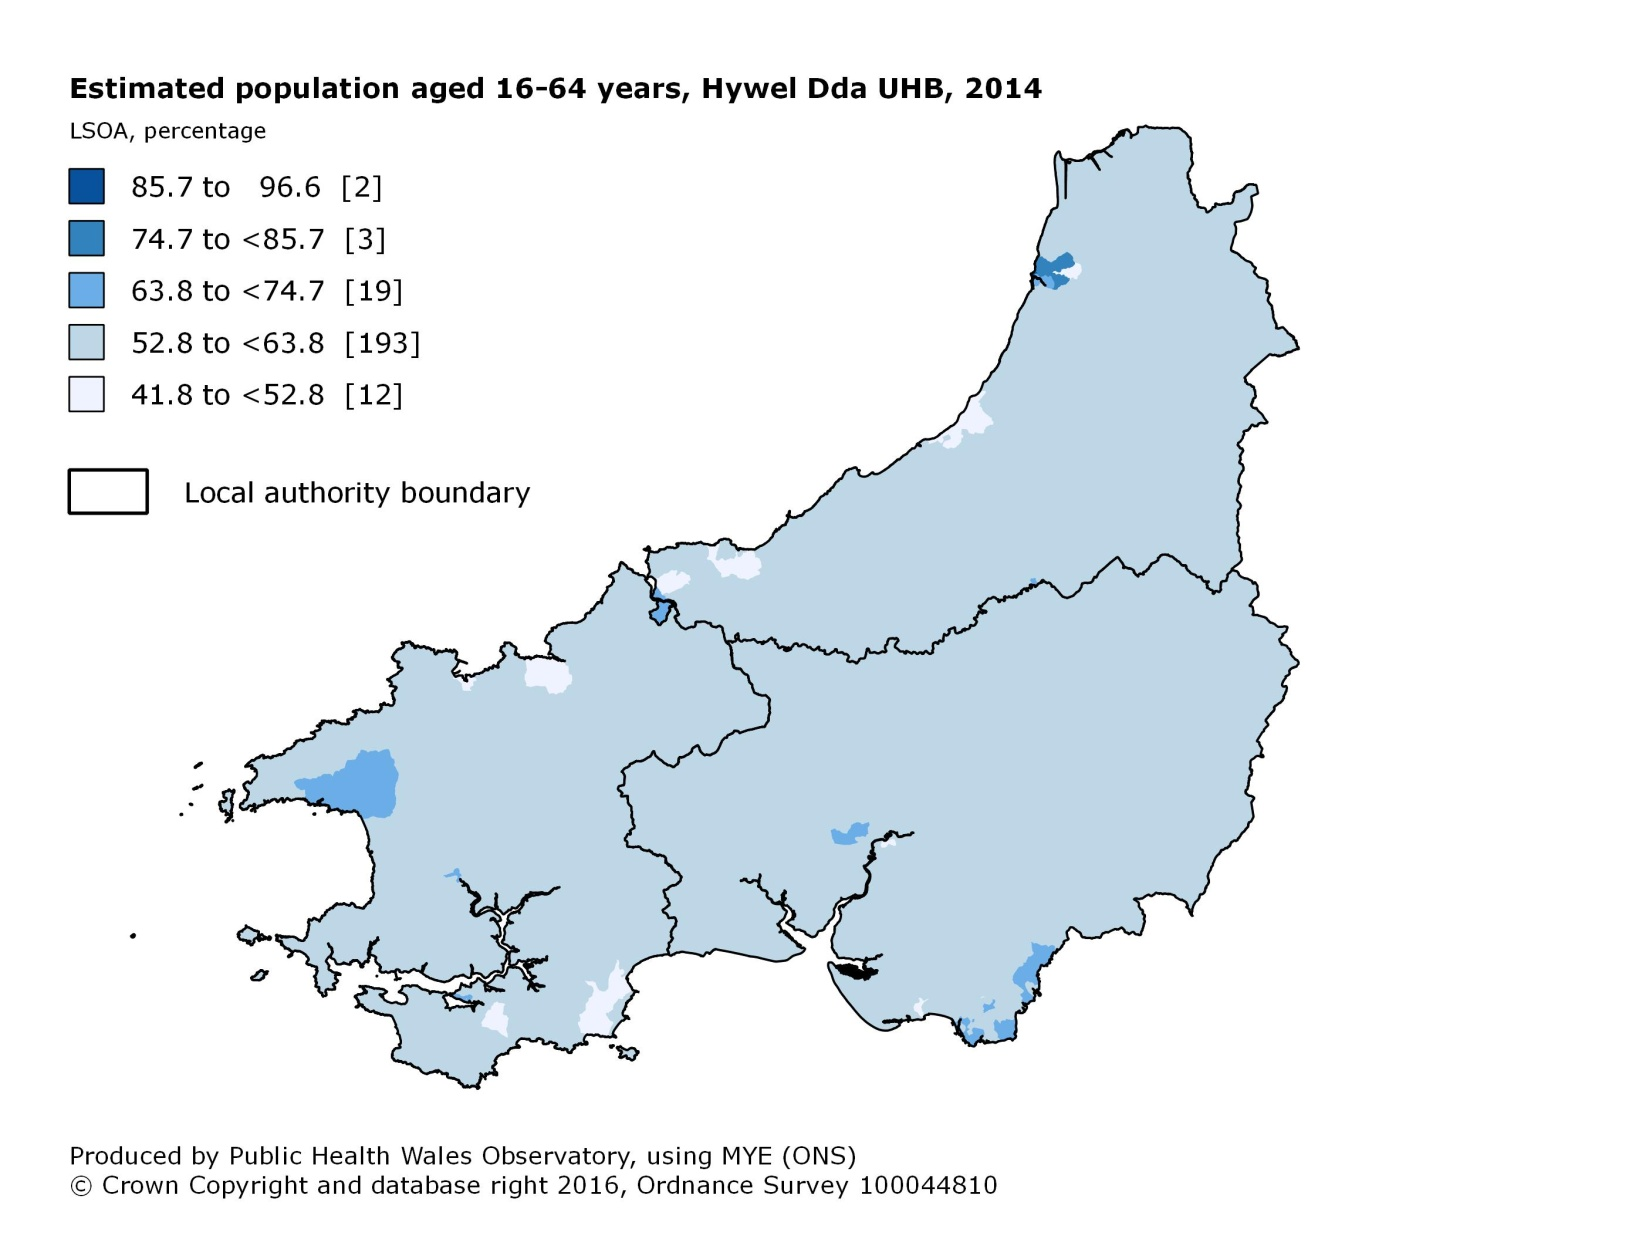 Estimated population aged 16-64 years, Hywel Dda UHB, 2014
LSOA, percentage
85.7 to 96.6 [2]
74.7 to <85.7 [3]
63.8 to <74.7 [19]
52.8 to <63.8 [193]
41.8 to <52.8 [12]
Local authority boundary
Produced by Public Health Wales Observatory, using MYE (ONS)
© Crown Copyright and database right 2016, Ordnance Survey 100044810